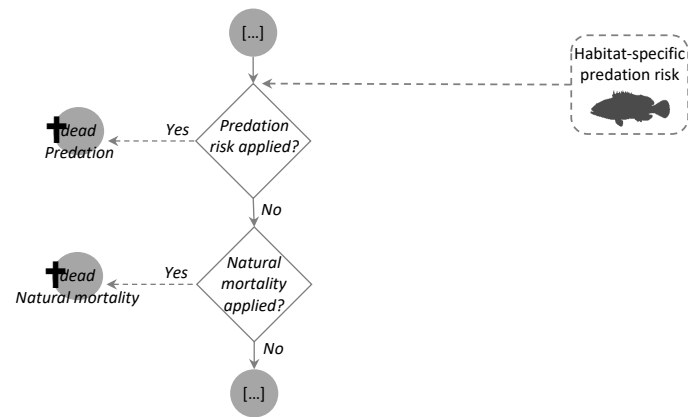 [...]
Habitat-specific
predation risk
Predation
risk applied?
Yes
dead
Predation
No
Natural
mortality
applied?
Yes
dead
Natural mortality
No
[...]